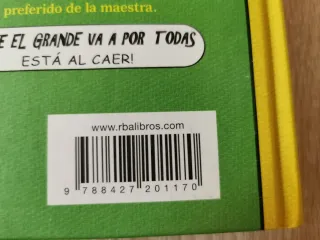 preferido de la maestra.
E EL GRANDE VA A POR TODAS
ESTÁ AL CAER!
www.rbalibros.com
9 788427 201170